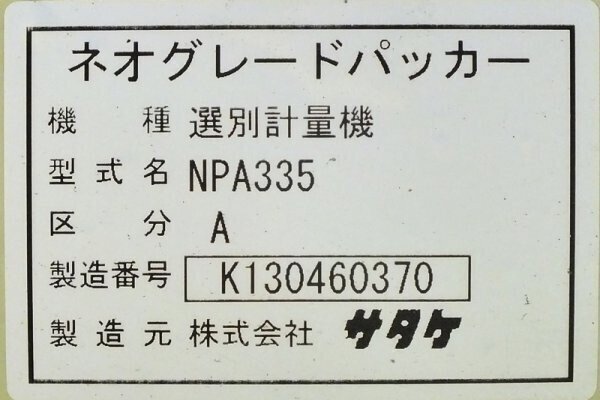 ネオグレードパッカー
機種 選別計量機
型式名 NPA335
区分 A
製造番号 K130460370
製造元 株式会社 サタケ